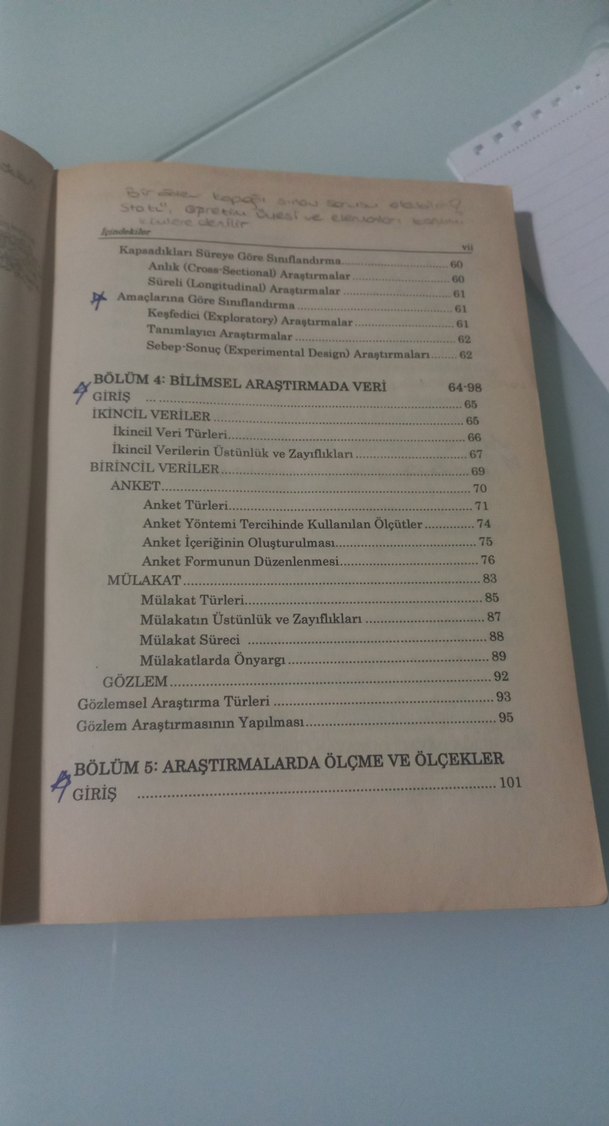 Bir kapağı sınav sorusu olabilir?
Statü, öğretim üyesi ve elemanları
denilir
İçindekiler vii
Kapsadıkları Süreye Göre Sınıflandırma..... 60
Anlık (Cross-Sectional) Araştırmalar ..... 60
Süreli (Longitudinal) Araştırmalar ..... 61
Amaçlarına Göre Sınıflandırma ..... 61
Keşfedici (Exploratory) Araştırmalar ..... 61
Tanımlayıcı Araştırmalar ..... 62
Sebep-Sonuç (Experimental Design) Araştırmaları ..... 62
BÖLÜM 4: BİLİMSEL ARAŞTIRMADA VERİ 64-98
GİRİŞ ..... 65
İKİNCİL VERİLER ..... 65
İkincil Veri Türleri..... 66
İkincil Verilerin Üstünlük ve Zayıflıkları ..... 67
BİRİNCİL VERİLER ..... 69
ANKET..... 70
Anket Türleri..... 71
Anket Yöntemi Tercihinde Kullanılan Ölçütler ..... 74
Anket İçeriğinin Oluşturulması..... 75
Anket Formunun Düzenlenmesi..... 76
MÜLAKAT ..... 83
Mülakat Türleri..... 85
Mülakatın Üstünlük ve Zayıflıkları ..... 87
Mülakat Süreci ..... 88
Mülakatlarda Önyargı ..... 89
GÖZLEM..... 92
Gözlemsel Araştırma Türleri ..... 93
Gözlem Araştırmasının Yapılması..... 95
BÖLÜM 5: ARAŞTIRMALARDA ÖLÇME VE ÖLÇEKLER
GİRİŞ ..... 101